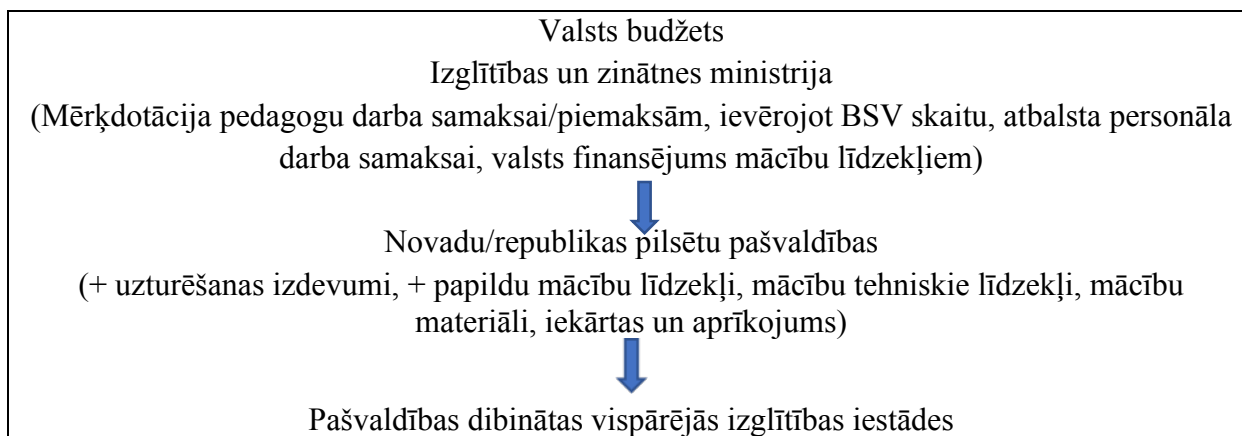 Valsts budžets
Izglītības un zinātnes ministrija
(Mērķdotācija pedagogu darba samaksai/piemaksām, ievērojot BSV skaitu, atbalsta personāla
darba samaksai, valsts finansējums mācību līdzekļiem)
Novadu/republikas pilsētu pašvaldības
(+ uzturēšanas izdevumi, + papildu mācību līdzekļi, mācību tehniskie līdzekļi, mācību
materiāli, iekārtas un aprīkojums)
Pašvaldības dibinātas vispārējās izglītības iestādes